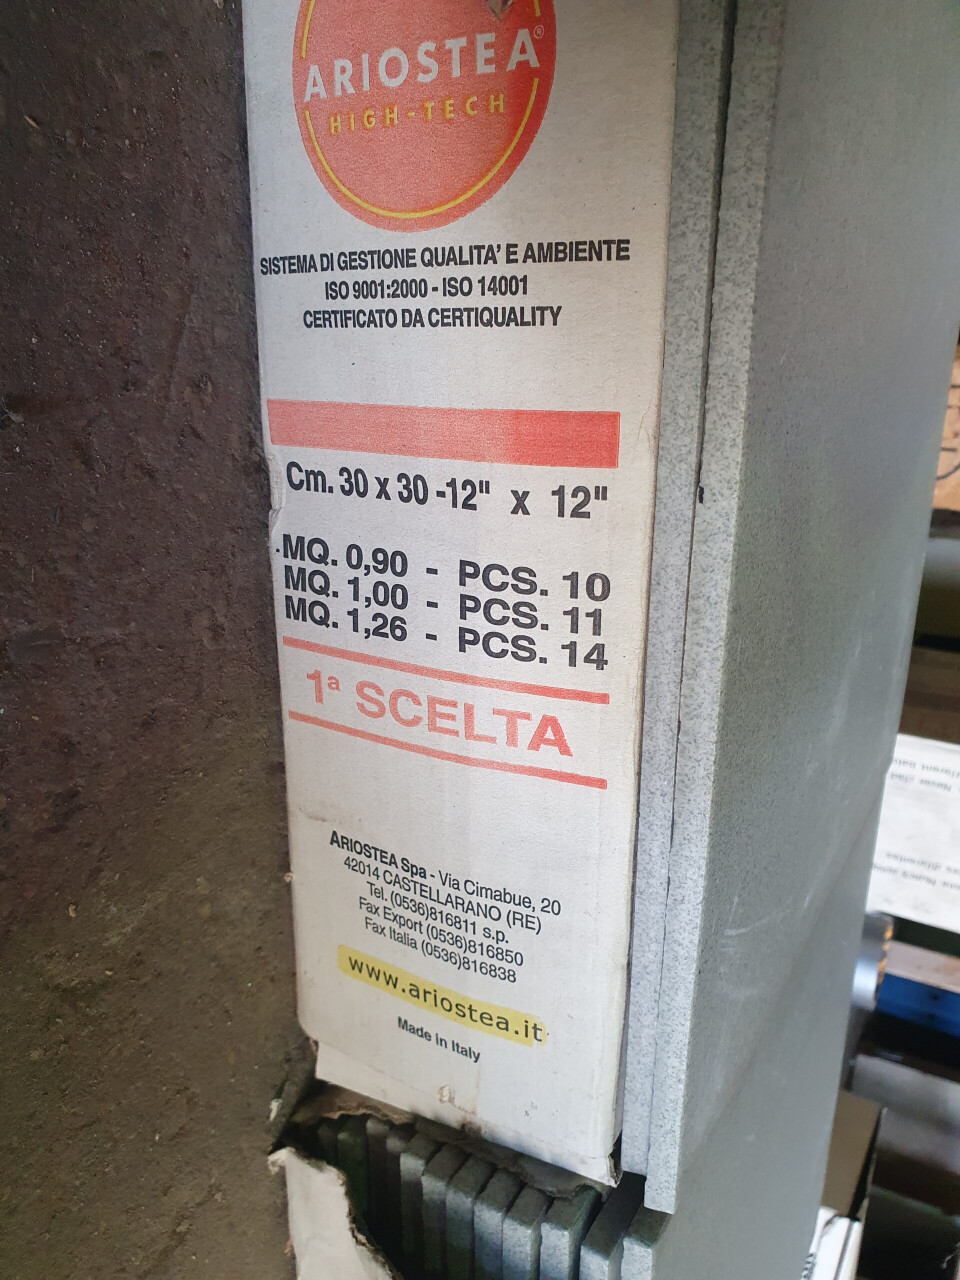 ARIOSTEA®
HIGH-TECH
SISTEMA DI GESTIONE QUALITA' E AMBIENTE
ISO 9001:2000 - ISO 14001
CERTIFICATO DA CERTIQUALITY
Cm. 30 x 30 -12" x 12"
MQ. 0,90 - PCS. 10
MQ. 1,00 - PCS. 11
MQ. 1,26 - PCS. 14
1ª SCELTA
ARIOSTEA Spa - Via Cimabue, 20
42014 CASTELLARANO (RE)
Tel. (0536)816811 s.p.
Fax Export (0536)816850
Fax Italia (0536)816838
www.ariostea.it
Made in Italy